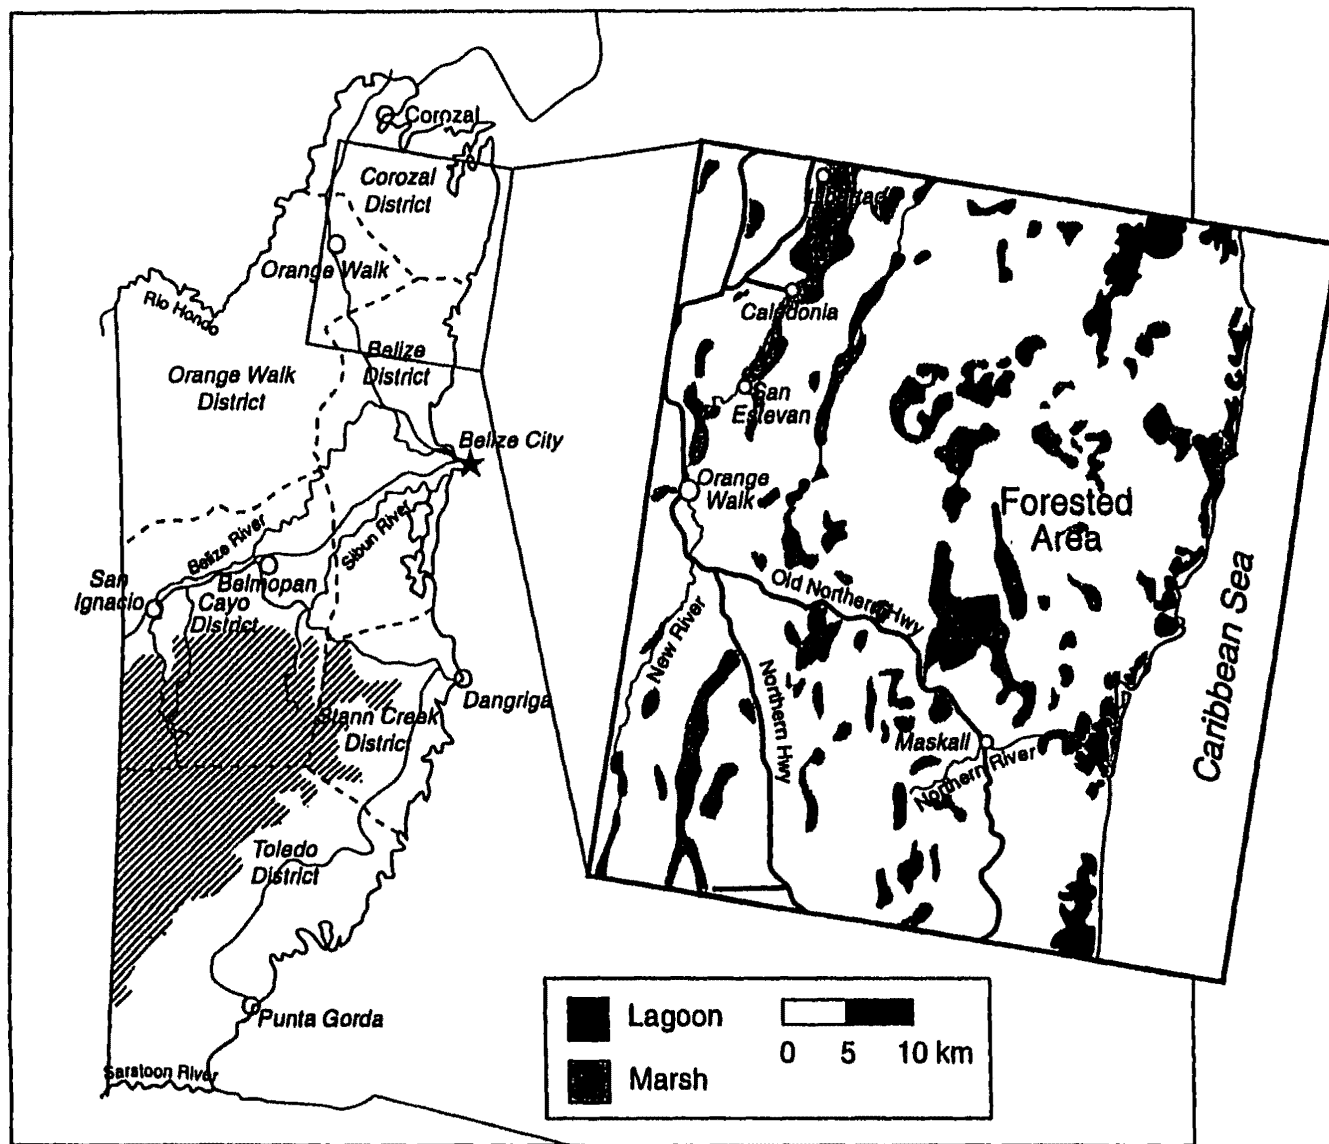 Corozal
Corozal
District
Orange Walk
Rio Hondo
Belize
District
Orange Walk
District
Belize City
Belize River
Sibun River
San
Ignacio
Belmopan
Cayo
District
Dangriga
Stann Creek
Distric
Toledo
District
Punta Gorda
Sarstoon River
Libertad
Caledonia
San
Estevan
Orange
Walk
Forested
Area
Old Northern Hwy
New River
Northern Hwy
Maskall
Northern River
Caribbean Sea
Lagoon
Marsh
0 5 10 km